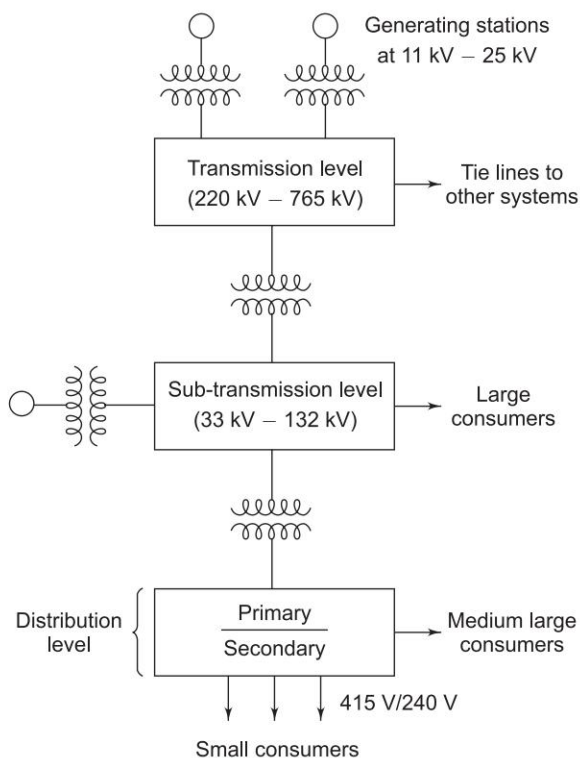 Generating stations
at 11 kV – 25 kV
Transmission level
(220 kV – 765 kV)
Tie lines to
other systems
Sub-transmission level
(33 kV – 132 kV)
Large
consumers
Distribution
level
Primary
Secondary
Medium large
consumers
415 V/240 V
Small consumers